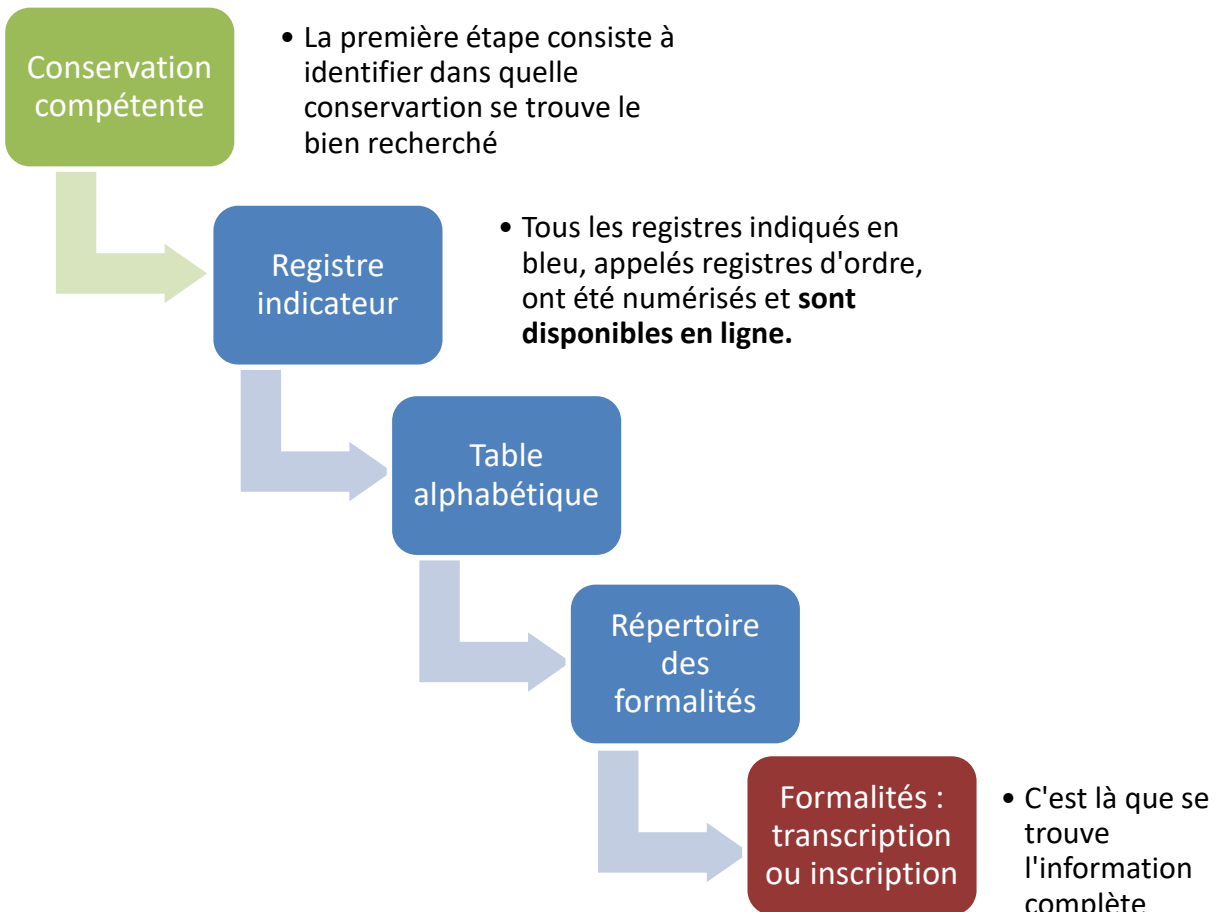 Conservation
compétente
• La première étape consiste à
identifier dans quelle
conservartion se trouve le
bien recherché
Registre
indicateur
• Tous les registres indiqués en
bleu, appelés registres d'ordre,
ont été numérisés et sont
disponibles en ligne.
Table
alphabétique
Répertoire
des
formalités
Formalités :
transcription
ou inscription
• C'est là que se
trouve
l'information
complète